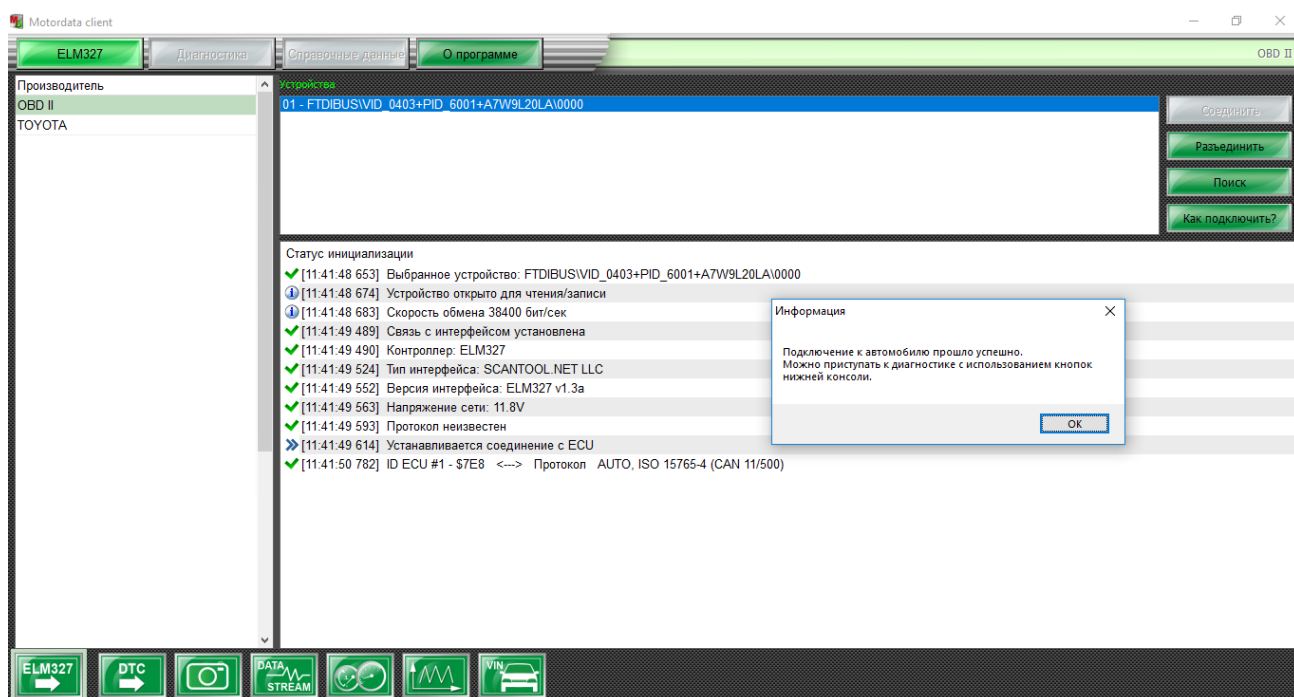 Motordata client
ELM327
Диагностика
Справочные данные
О программе
OBD II
Производитель
OBD II
TOYOTA
Устройства
01 - FTDIBUS\VID_0403+PID_6001+A7W9L20LA\0000
Соединить
Разъединить
Поиск
Как подключить?
Статус инициализации
[11:41:48 653] Выбранное устройство: FTDIBUS\VID_0403+PID_6001+A7W9L20LA\0000
[11:41:48 674] Устройство открыто для чтения/записи
[11:41:48 683] Скорость обмена 38400 бит/сек
[11:41:49 489] Связь с интерфейсом установлена
[11:41:49 490] Контроллер: ELM327
[11:41:49 524] Тип интерфейса: SCANTOOL.NET LLC
[11:41:49 552] Версия интерфейса: ELM327 v1.3a
[11:41:49 563] Напряжение сети: 11.8V
[11:41:49 593] Протокол неизвестен
[11:41:49 614] Устанавливается соединение с ECU
[11:41:50 782] ID ECU #1 - $7E8 <---> Протокол AUTO, ISO 15765-4 (CAN 11/500)
Информация
Подключение к автомобилю прошло успешно.
Можно приступать к диагностике с использованием кнопок
нижней консоли.
OK
ELM327
DTC
DATA
STREAM
VIN